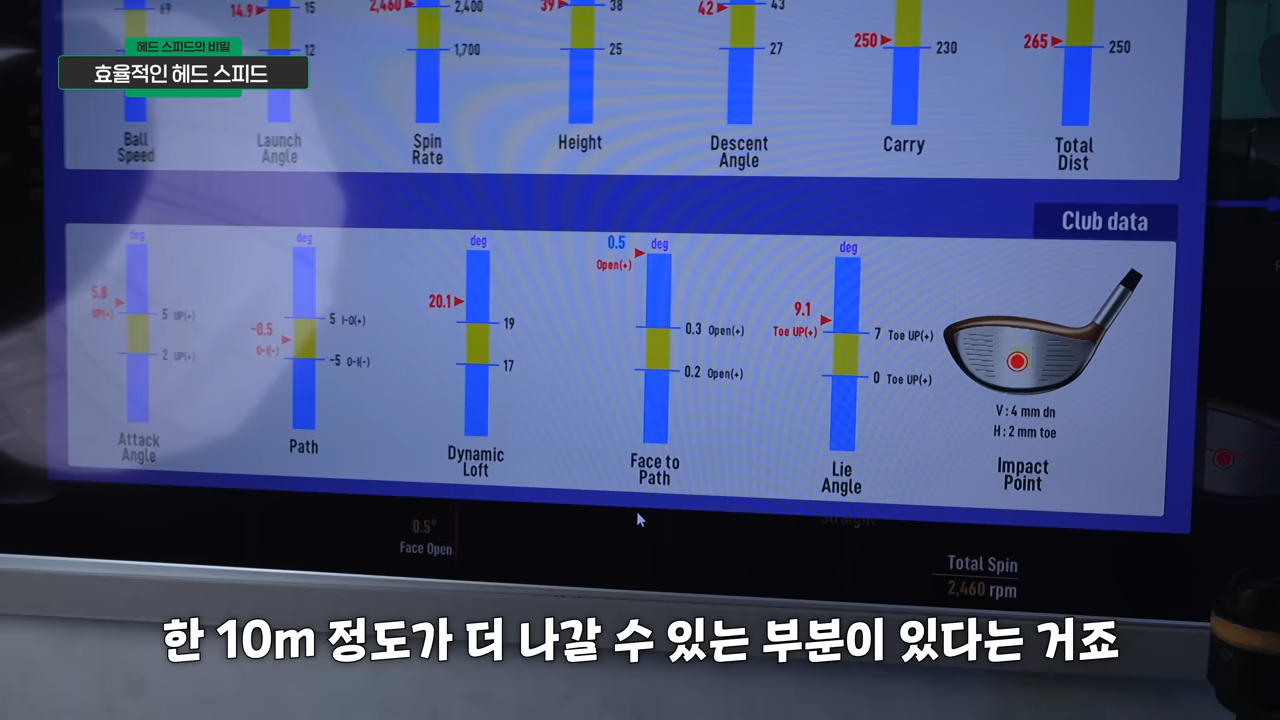 헤드 스피드의 비밀
효율적인 헤드 스피드
69
14.9 15
12
2,460 2,400
1,700
39 38
25
42 43
27
250 230
265 250
Ball Speed
Launch Angle
Spin Rate
Height
Descent Angle
Carry
Total Dist
Club data
deg
5.8
UP(+)
5 UP(+)
2 UP(+)
Attack Angle
deg
-0.5
O-I(-)
5 I-O(+)
-5 O-I(-)
Path
deg
20.1
19
17
Dynamic Loft
0.5 deg
Open(+)
0.3 Open(+)
0.2 Open(+)
Face to Path
deg
9.1
Toe UP(+)
7 Toe UP(+)
0 Toe UP(+)
Lie Angle
V : 4 mm dn
H : 2 mm toe
Impact Point
0.5°
Face Open
Straight
Total Spin
2,460 rpm
한 10m 정도가 더 나갈 수 있는 부분이 있다는 거죠